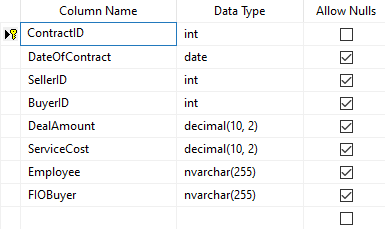 Column Name Data Type Allow Nulls
ContractID int
DateOfContract date
SellerID int
BuyerID int
DealAmount decimal(10, 2)
ServiceCost decimal(10, 2)
Employee nvarchar(255)
FIOBuyer nvarchar(255)